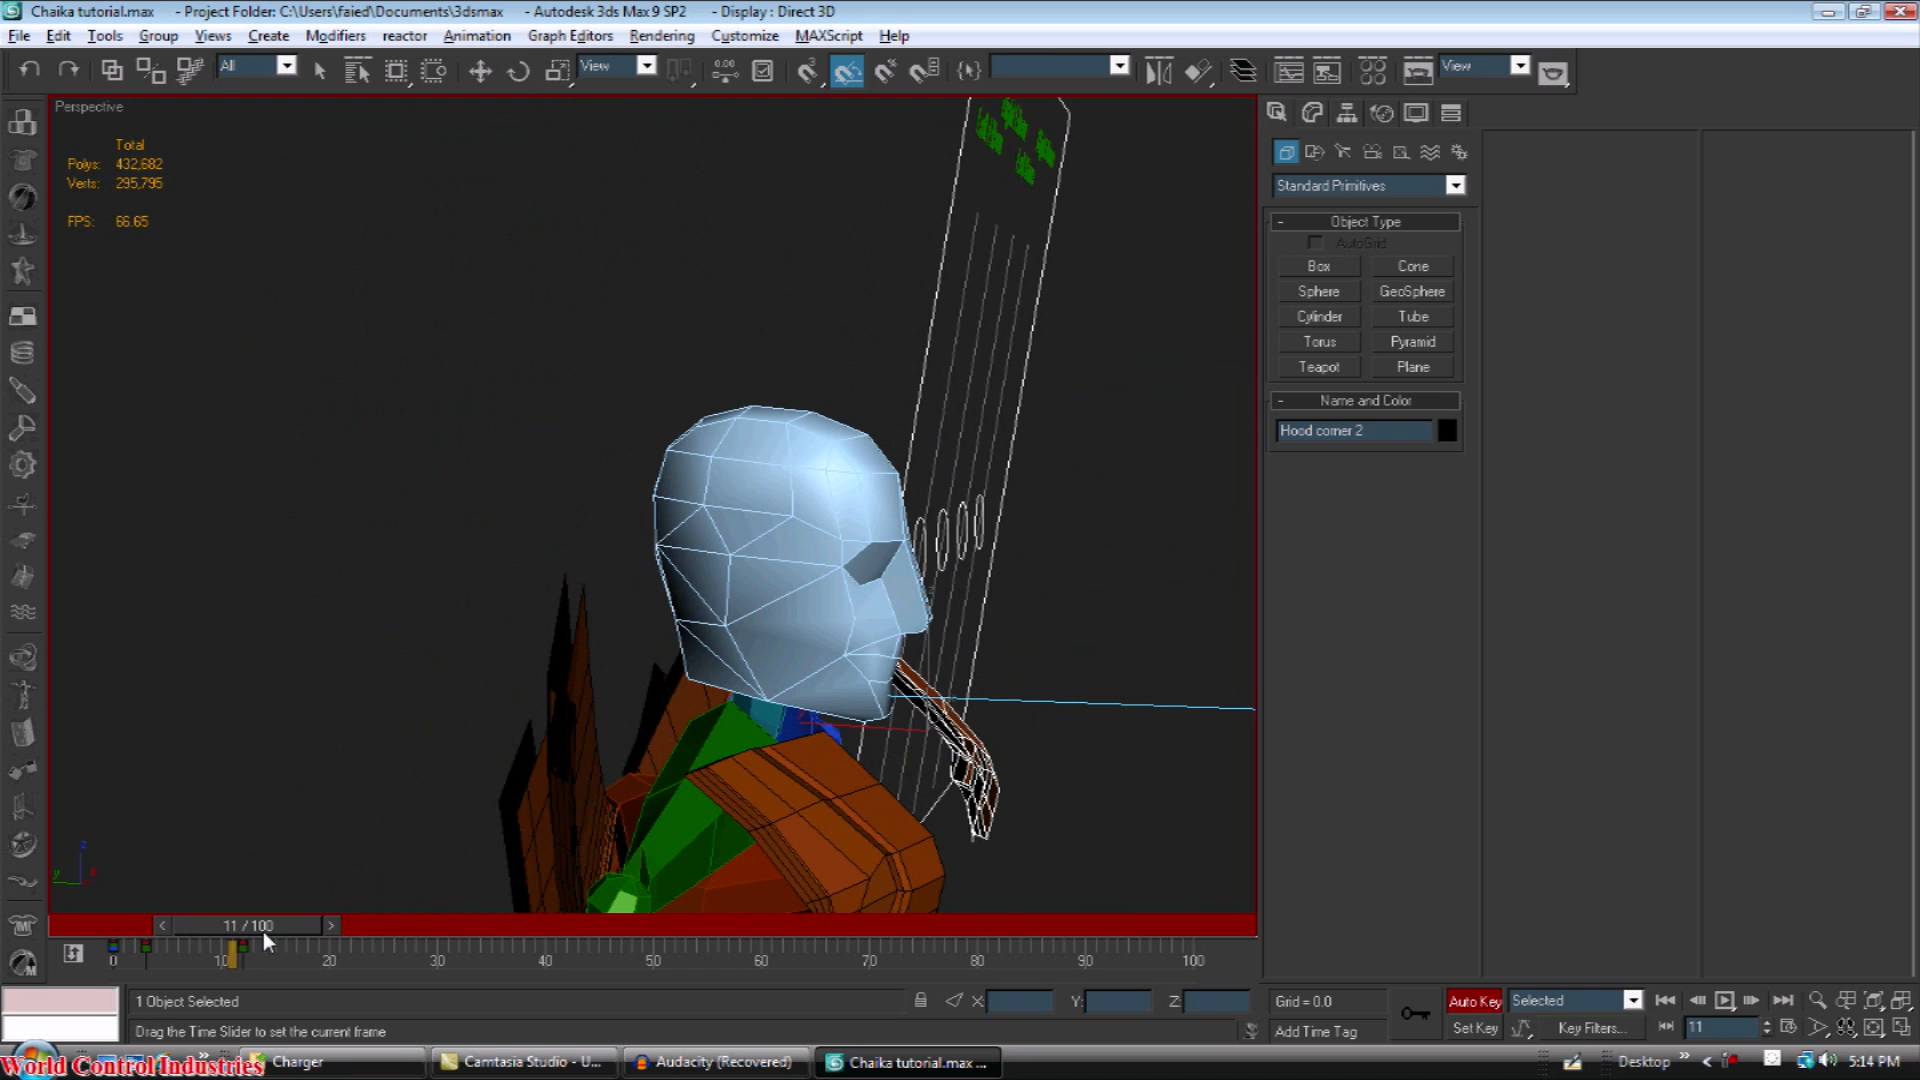 Chaika tutorial.max - Project Folder: C:\Users\faied\Documents\3dsmax - Autodesk 3ds Max 9 SP2 - Display : Direct 3D
File Edit Tools Group Views Create Modifiers reactor Animation Graph Editors Rendering Customize MAXScript Help
All View View
Perspective
Total
Polys: 432,682
Verts: 295,795
FPS: 66.65
Standard Primitives
- Object Type
AutoGrid
Box Cone
Sphere GeoSphere
Cylinder Tube
Torus Pyramid
Teapot Plane
- Name and Color
Hood corner 2
< 11 / 100 >
0 10 20 30 40 50 60 70 80 90 100
1 Object Selected X: Y: Z: Grid = 0.0 Auto Key Selected
Drag the Time Slider to set the current frame Add Time Tag Set Key Key Filters... 11
World Control Industries Charger Camtasia Studio - U... Audacity (Recovered) Chaika tutorial.max ... Desktop 5:14 PM